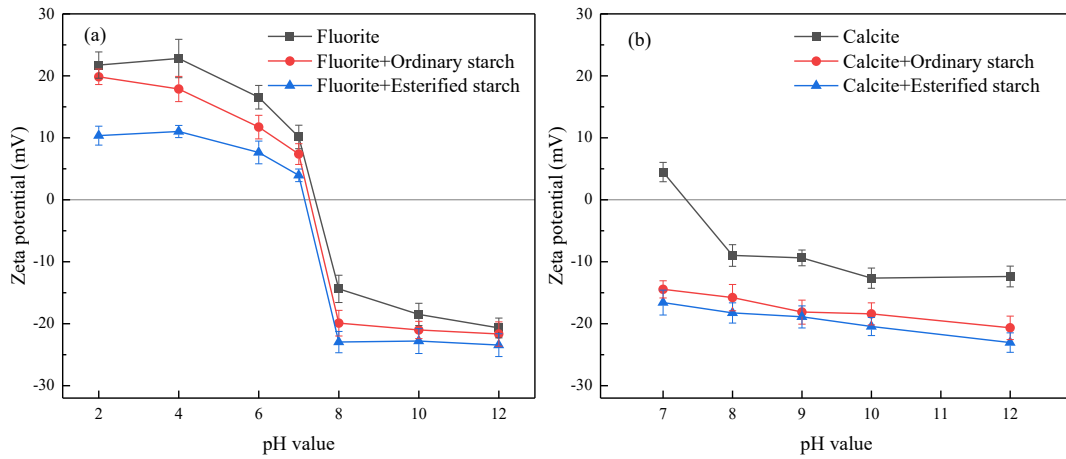 (a)
Fluorite
Fluorite+Ordinary starch
Fluorite+Esterified starch
30
20
10
0
-10
-20
-30
Zeta potential (mV)
2 4 6 8 10 12
pH value
(b)
Calcite
Calcite+Ordinary starch
Calcite+Esterified starch
30
20
10
0
-10
-20
-30
Zeta potential (mV)
7 8 9 10 11 12
pH value